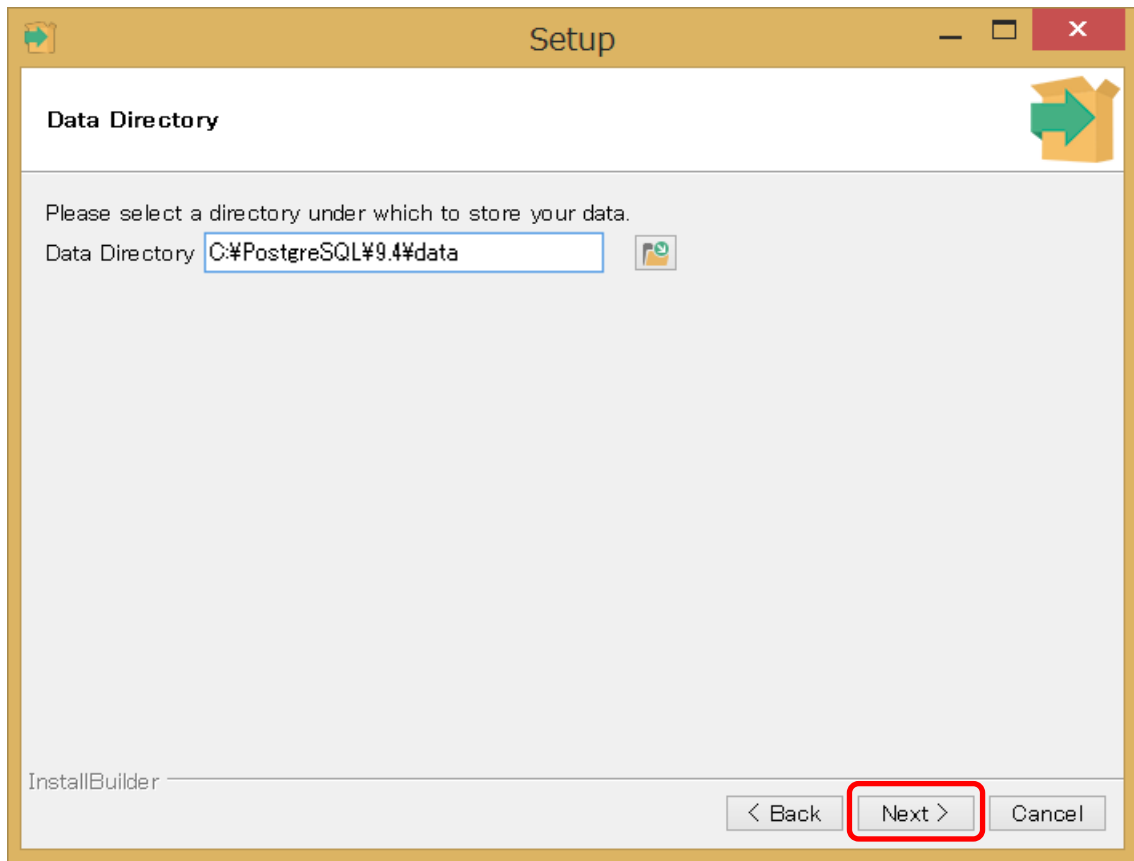 Setup
Data Directory
Please select a directory under which to store your data.
Data Directory C:¥PostgreSQL¥9.4¥data
InstallBuilder
< Back Next > Cancel